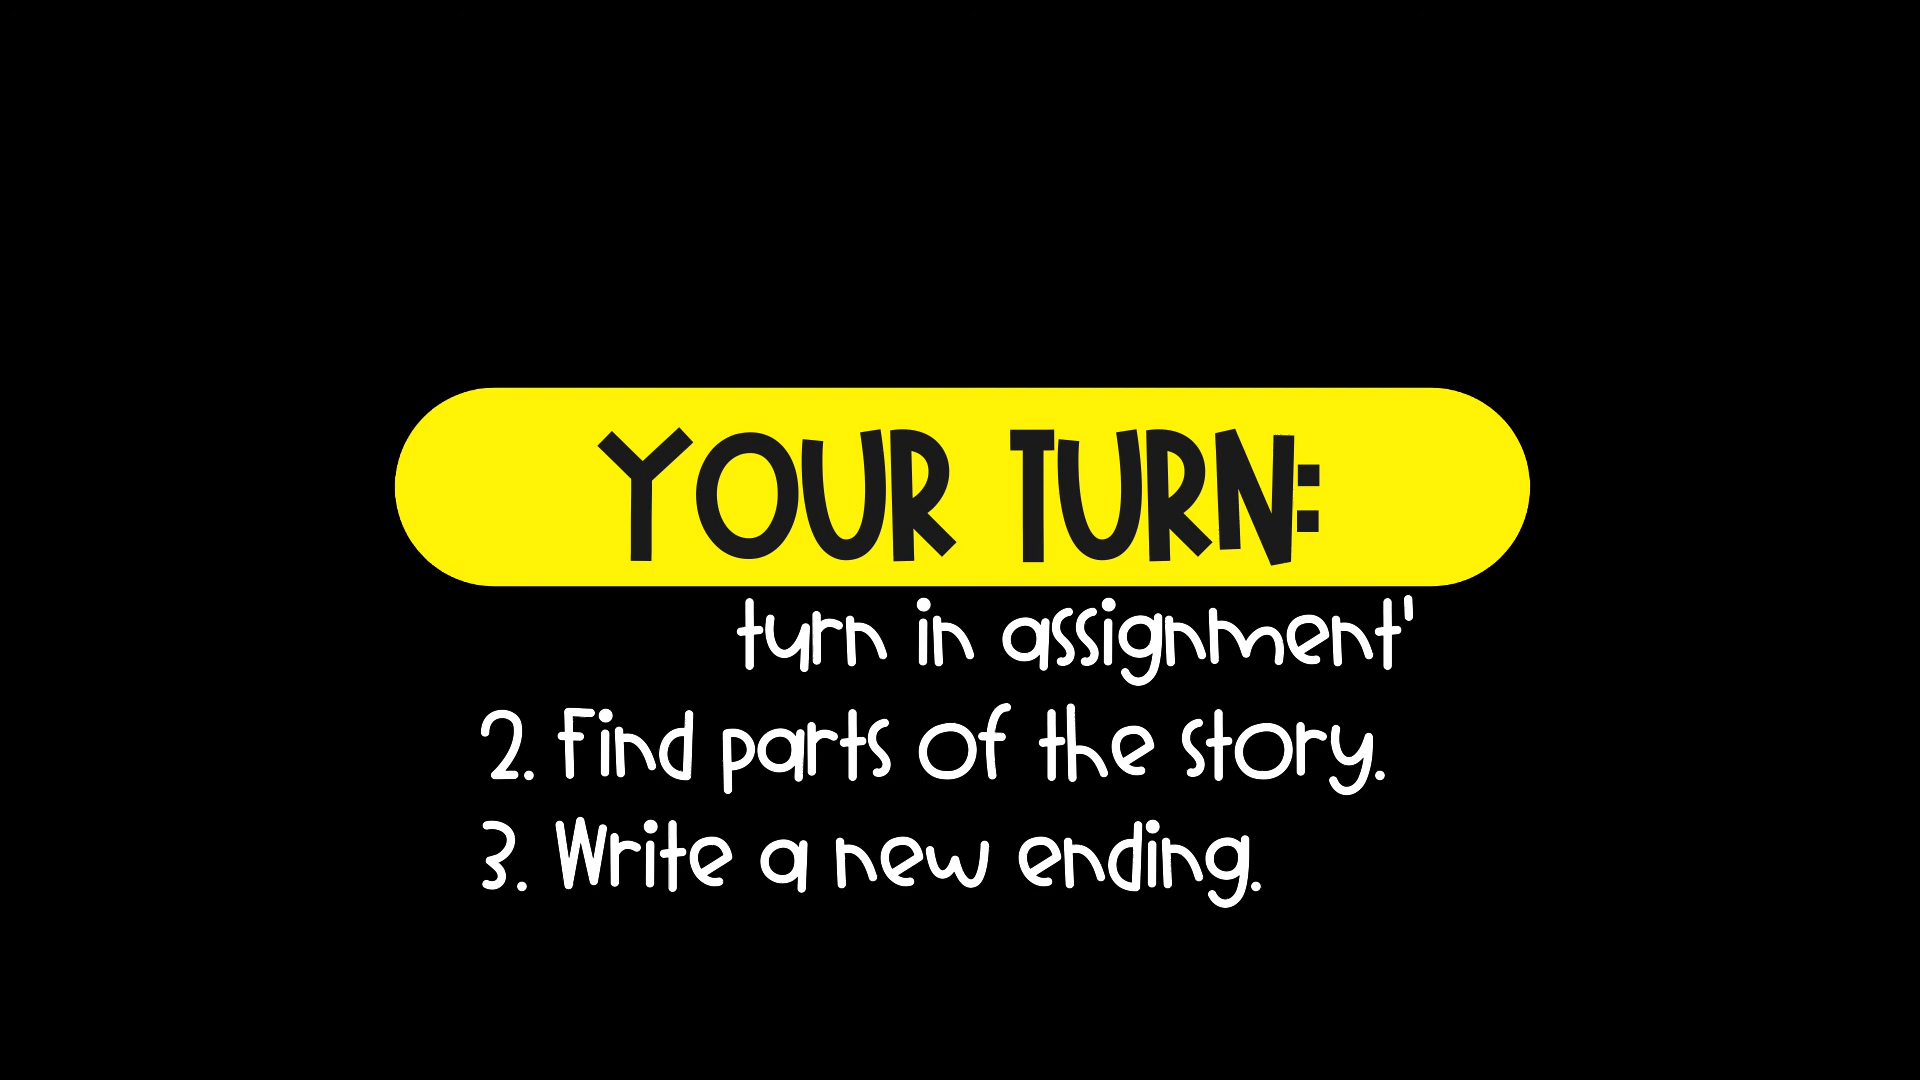 YOUR TURN:
turn in assignment'
2. Find parts of the story.
3. Write a new ending.